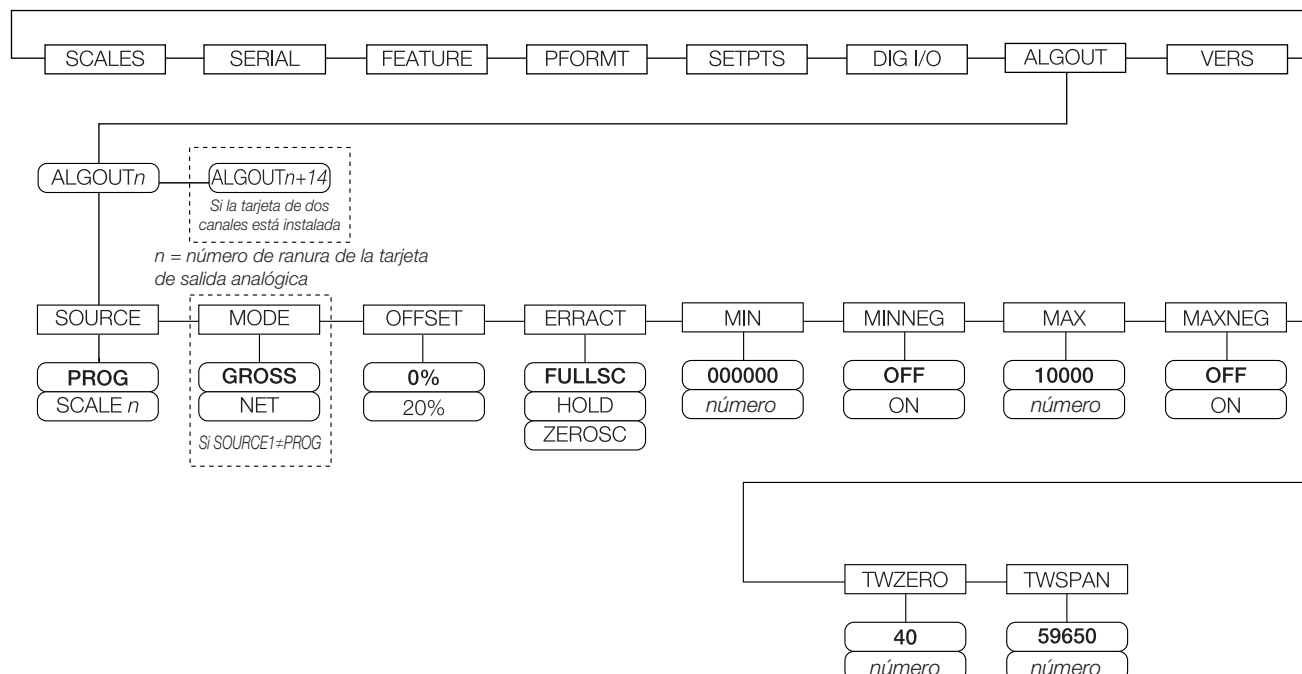 SCALES SERIAL FEATURE PFORMT SETPTS DIG I/O ALGOUT VERS
ALGOUTn ALGOUTn+14
Si la tarjeta de dos
canales está instalada
n = número de ranura de la tarjeta
de salida analógica
SOURCE MODE OFFSET ERRACT MIN MINNEG MAX MAXNEG
PROG GROSS 0% FULLSC 000000 OFF 10000 OFF
SCALE n NET 20% HOLD número ON número ON
Si SOURCE1≠PROG ZEROSC
TWZERO TWSPAN
40 59650
número número